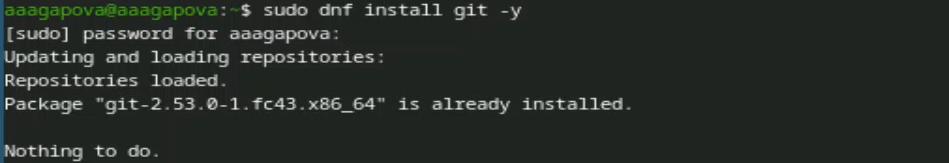 aaagapova@aaagapova:~$ sudo dnf install git -y
[sudo] password for aaagapova:
Updating and loading repositories:
Repositories loaded.
Package "git-2.53.0-1.fc43.x86_64" is already installed.
Nothing to do.